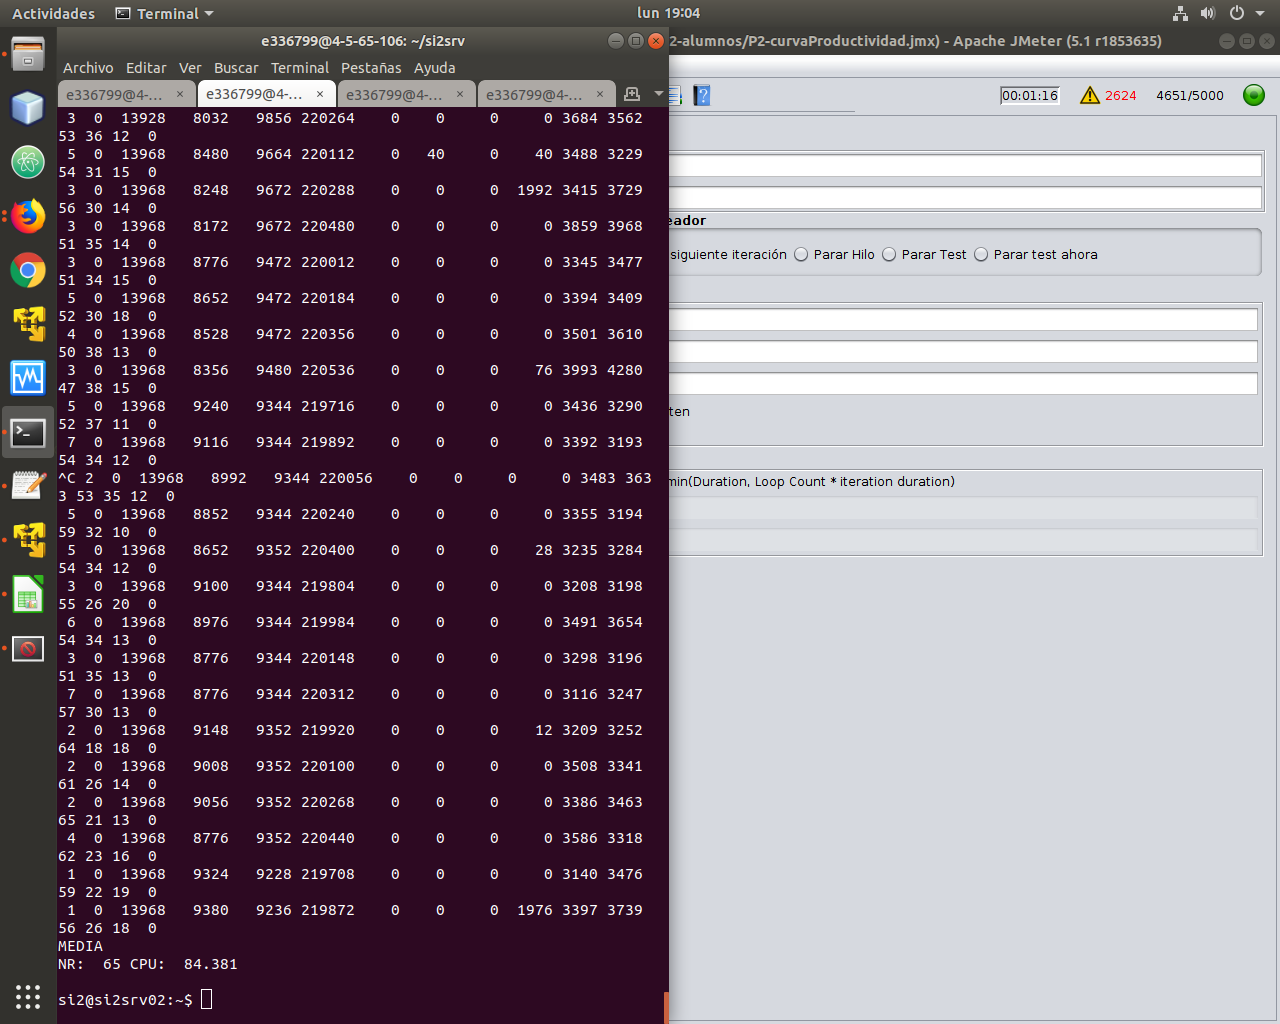 Actividades
Terminal
lun 19:04
e336799@4-5-65-106: ~/si2srv
2-alumnos/P2-curvaProductividad.jmx) - Apache JMeter (5.1 r1853635)
Archivo Editar Ver Buscar Terminal Pestañas Ayuda
e336799@4-... × e336799@4-... × e336799@4-... × e336799@4-... ×
00:01:16 2624 4651/5000
3 0 13928 8032 9856 220264 0 0 0 0 3684 3562
53 36 12 0
5 0 13968 8480 9664 220112 0 40 0 40 3488 3229
54 31 15 0
3 0 13968 8248 9672 220288 0 0 0 1992 3415 3729
56 30 14 0
3 0 13968 8172 9672 220480 0 0 0 0 3859 3968
51 35 14 0
3 0 13968 8776 9472 220012 0 0 0 0 3345 3477
51 34 15 0
5 0 13968 8652 9472 220184 0 0 0 0 3394 3409
52 30 18 0
4 0 13968 8528 9472 220356 0 0 0 0 3501 3610
50 38 13 0
3 0 13968 8356 9480 220536 0 0 0 76 3993 4280
47 38 15 0
5 0 13968 9240 9344 219716 0 0 0 0 3436 3290
52 37 11 0
7 0 13968 9116 9344 219892 0 0 0 0 3392 3193
54 34 12 0
^C 2 0 13968 8992 9344 220056 0 0 0 0 3483 363
3 53 35 12 0
5 0 13968 8852 9344 220240 0 0 0 0 3355 3194
59 32 10 0
5 0 13968 8652 9352 220400 0 0 0 28 3235 3284
54 34 12 0
3 0 13968 9100 9344 219804 0 0 0 0 3208 3198
55 26 20 0
6 0 13968 8976 9344 219984 0 0 0 0 3491 3654
54 34 13 0
3 0 13968 8776 9344 220148 0 0 0 0 3298 3196
51 35 13 0
7 0 13968 8776 9344 220312 0 0 0 0 3116 3247
57 30 13 0
2 0 13968 9148 9352 219920 0 0 0 12 3209 3252
64 18 18 0
2 0 13968 9008 9352 220100 0 0 0 0 3508 3341
61 26 14 0
2 0 13968 9056 9352 220268 0 0 0 0 3386 3463
65 21 13 0
4 0 13968 8776 9352 220440 0 0 0 0 3586 3318
62 23 16 0
1 0 13968 9324 9228 219708 0 0 0 0 3140 3476
59 22 19 0
1 0 13968 9380 9236 219872 0 0 0 1976 3397 3739
56 26 18 0
MEDIA
NR: 65 CPU: 84.381
si2@si2srv02:~$
eador
siguiente iteración Parar Hilo Parar Test Parar test ahora
ten
min(Duration, Loop Count * iteration duration)